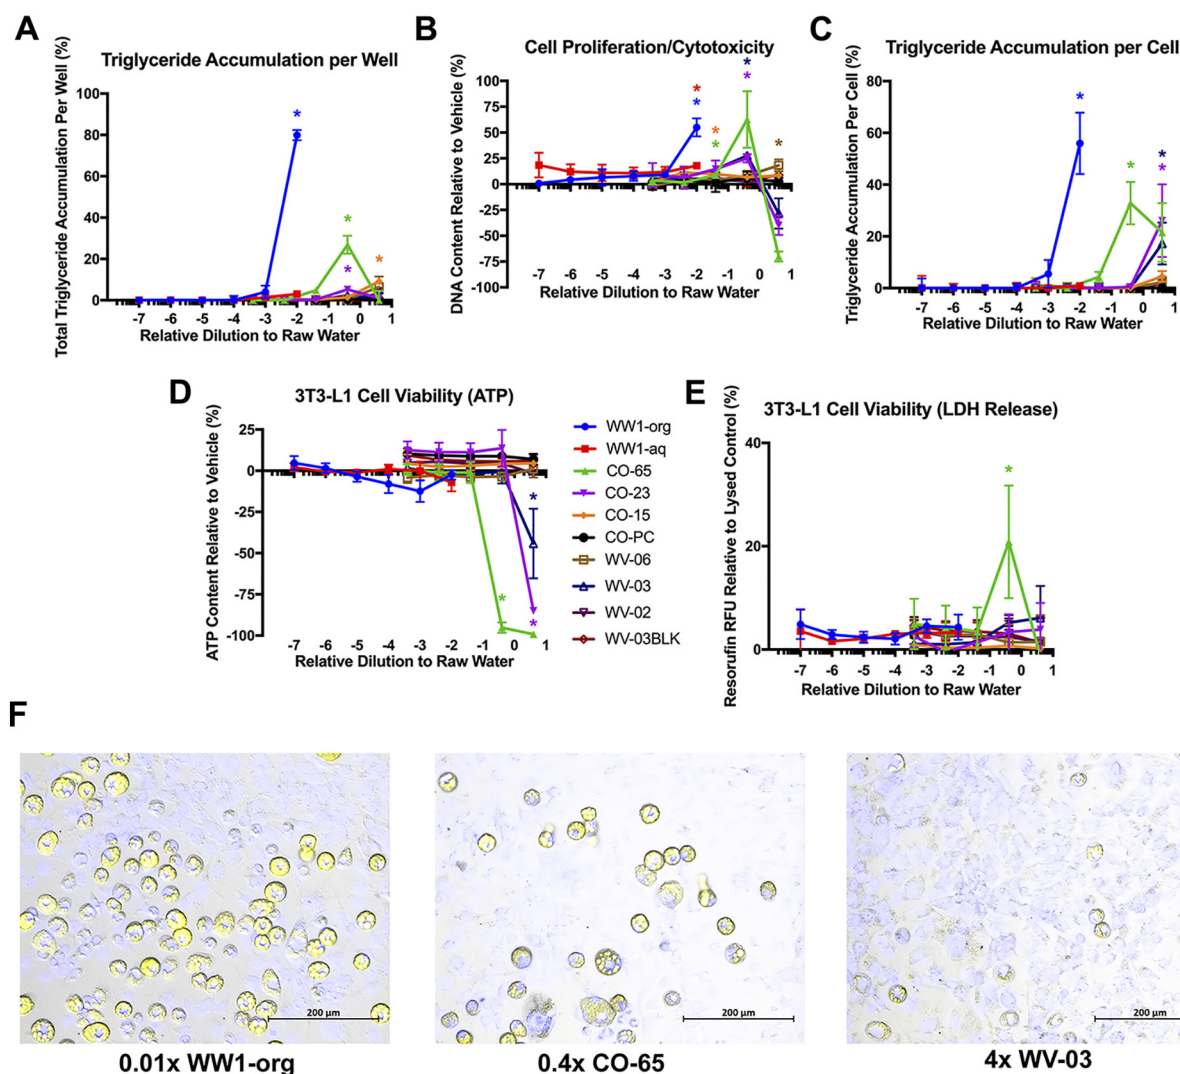 A
Triglyceride Accumulation per Well
Total Triglyceride Accumulation Per Well (%)
100
80
60
40
20
0
-7 -6 -5 -4 -3 -2 -1 0 1
Relative Dilution to Raw Water
B
Cell Proliferation/Cytotoxicity
DNA Content Relative to Vehicle (%)
100
75
50
25
0
-25
-50
-75
-100
-7 -6 -5 -4 -3 -2 -1 0 1
Relative Dilution to Raw Water
C
Triglyceride Accumulation per Cell
Triglyceride Accumulation Per Cell (%)
80
60
40
20
0
-7 -6 -5 -4 -3 -2 -1 0 1
Relative Dilution to Raw Water
D
3T3-L1 Cell Viability (ATP)
ATP Content Relative to Vehicle (%)
25
0
-25
-50
-75
-100
-7 -6 -5 -4 -3 -2 -1 0 1
Relative Dilution to Raw Water
WW1-org
WW1-aq
CO-65
CO-23
CO-15
CO-PC
WV-06
WV-03
WV-02
WV-03BLK
E
3T3-L1 Cell Viability (LDH Release)
Resorufin RFU Relative to Lysed Control (%)
40
20
0
-7 -6 -5 -4 -3 -2 -1 0 1
Relative Dilution to Raw Water
F
200 µm
200 µm
200 µm
0.01x WW1-org
0.4x CO-65
4x WV-03